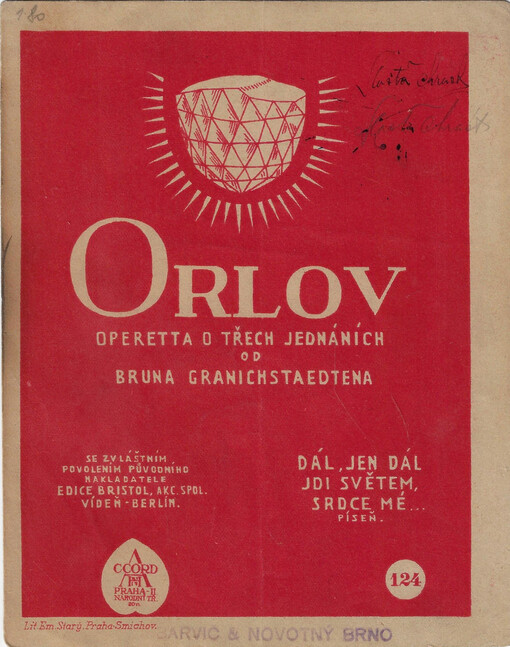 180
ORLOV
OPERETTA O TŘECH JEDNÁNÍCH
OD
BRUNA GRANICHSTAEDTENA
SE ZVLÁŠTNÍM
POVOLENÍM PŮVODNÍHO
NAKLADATELE
EDICE BRISTOL, AKC. SPOL.
VÍDEŇ-BERLÍN.
DÁL, JEN DÁL
JDI SVĚTEM,
SRDCE MÉ...
PÍSEŇ.
ACCORD
PRAHA-II
NÁRODNÍ TŘ.
124
Lit. Em. Starý, Praha-Smíchov.
BARVIC & NOVOTNÝ BRNO